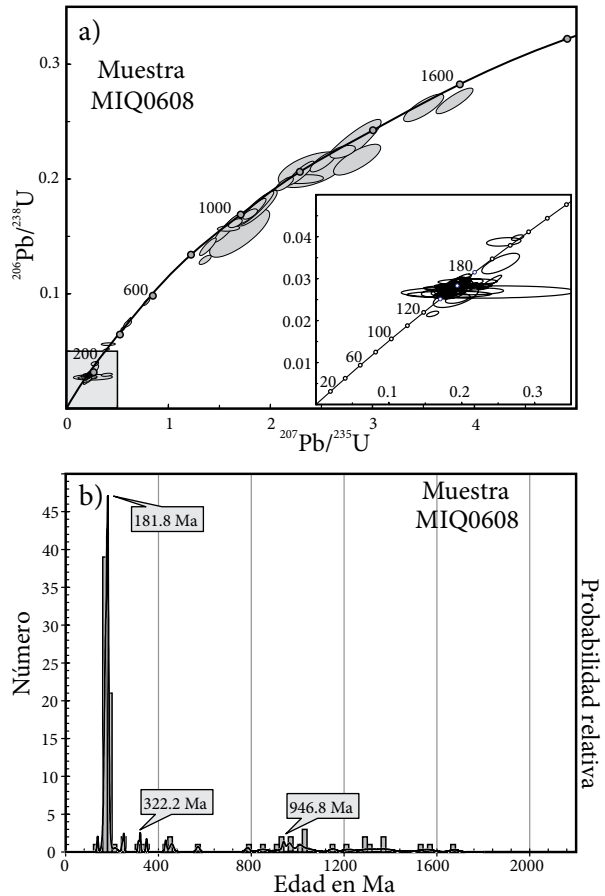 a)
Muestra
MIQ0608
0.3
0.2
0.1
206Pb/238U
1600
1000
600
200
0
1
2
3
4
207Pb/235U
0.04
0.03
0.02
0.01
180
120
100
60
20
0.1
0.2
0.3
b)
Muestra
MIQ0608
181.8 Ma
322.2 Ma
946.8 Ma
45
40
35
30
25
20
15
10
5
0
Número
Probabilidad relativa
0
400
800
1200
1600
2000
Edad en Ma